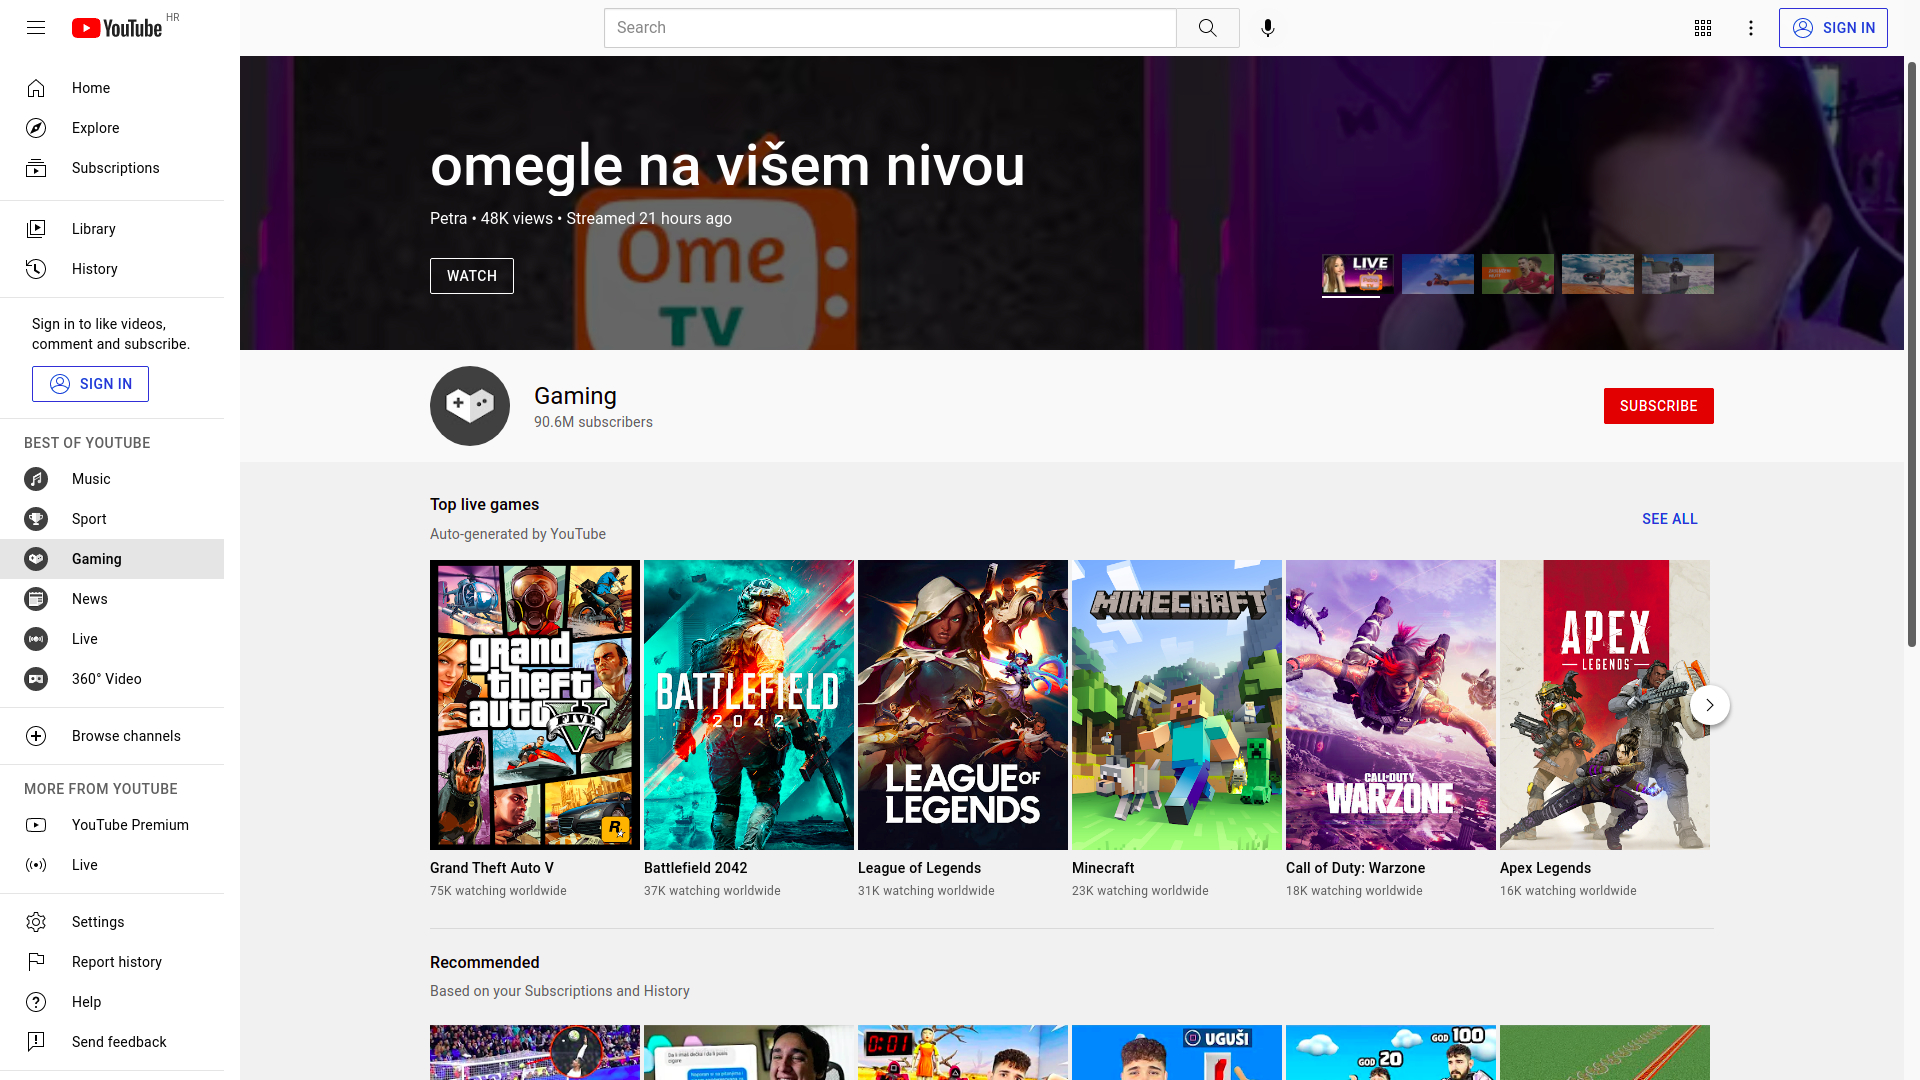 YouTube HR
Search
SIGN IN
Home
Explore
Subscriptions
Library
History
Sign in to like videos,
comment and subscribe.
SIGN IN
BEST OF YOUTUBE
Music
Sport
Gaming
News
Live
360° Video
Browse channels
MORE FROM YOUTUBE
YouTube Premium
Live
Settings
Report history
Help
Send feedback
omegle na višem nivou
Petra • 48K views • Streamed 21 hours ago
WATCH
Ome
TV
LIVE
Gaming
90.6M subscribers
SUBSCRIBE
Top live games
Auto-generated by YouTube
SEE ALL
grand
theft
auto
V
FIVE
R
BATTLEFIELD
2042
LEAGUE OF
LEGENDS
MINECRAFT
CALL OF DUTY
WARZONE
APEX
LEGENDS
Grand Theft Auto V
75K watching worldwide
Battlefield 2042
37K watching worldwide
League of Legends
31K watching worldwide
Minecraft
23K watching worldwide
Call of Duty: Warzone
18K watching worldwide
Apex Legends
16K watching worldwide
Recommended
Based on your Subscriptions and History
0:01
UGUŠI
GOD 20
GOD 100